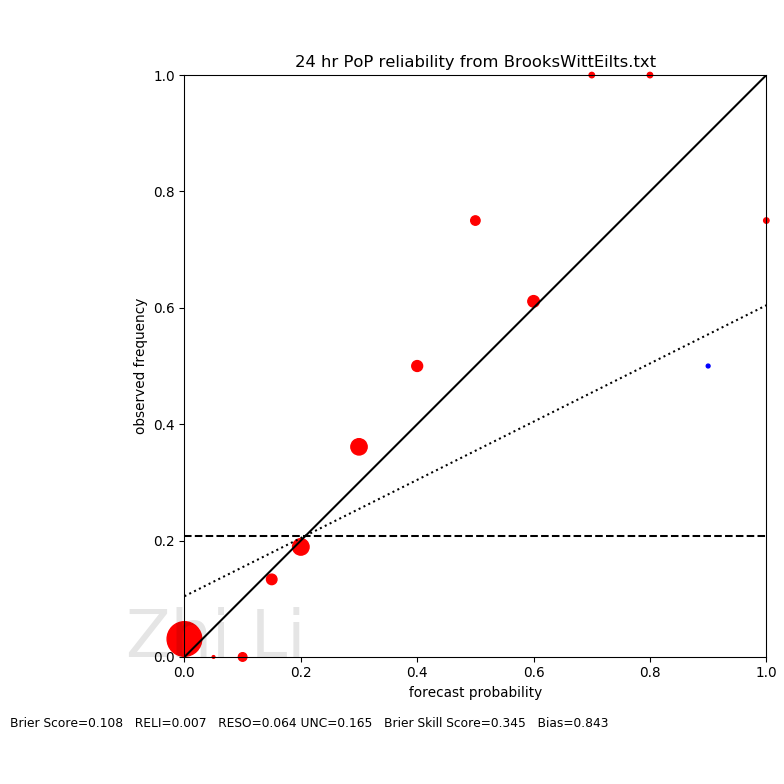 24 hr PoP reliability from BrooksWittEilts.txt
1.0
0.8
0.6
0.4
0.2
0.0
observed frequency
Zhi Li
0.0 0.2 0.4 0.6 0.8 1.0
forecast probability
Brier Score=0.108 RELI=0.007 RESO=0.064 UNC=0.165 Brier Skill Score=0.345 Bias=0.843